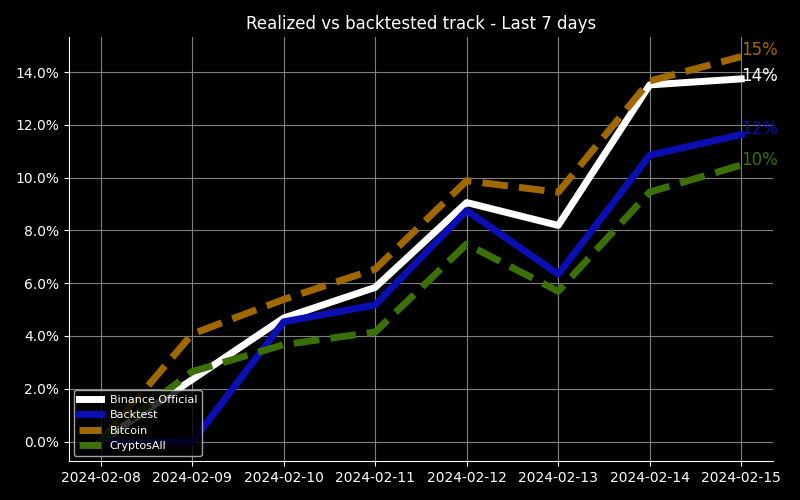 Realized vs backtested track - Last 7 days
15%
14%
12%
10%
14.0%
12.0%
10.0%
8.0%
6.0%
4.0%
2.0%
0.0%
Binance Official
Backtest
Bitcoin
CryptosAll
2024-02-08 2024-02-09 2024-02-10 2024-02-11 2024-02-12 2024-02-13 2024-02-14 2024-02-15